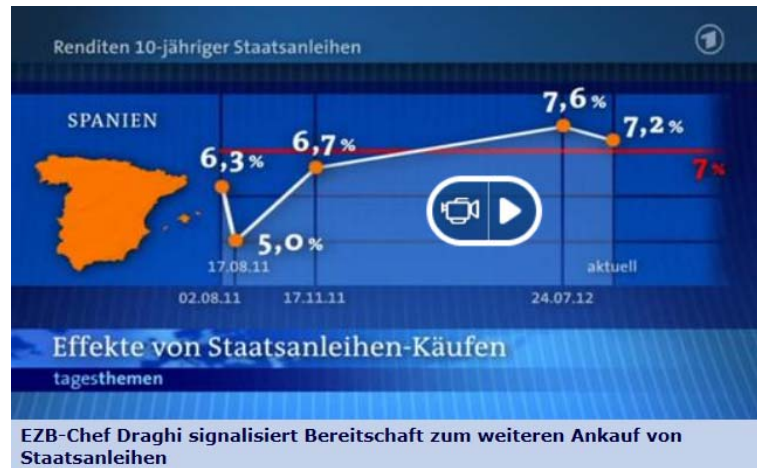 Renditen 10-jähriger Staatsanleihen
1
SPANIEN
7,6 %
7,2 %
6,7 %
6,3 %
7 %
5,0 %
17.08.11
aktuell
02.08.11
17.11.11
24.07.12
Effekte von Staatsanleihen-Käufen
tagesthemen
EZB-Chef Draghi signalisiert Bereitschaft zum weiteren Ankauf von
Staatsanleihen